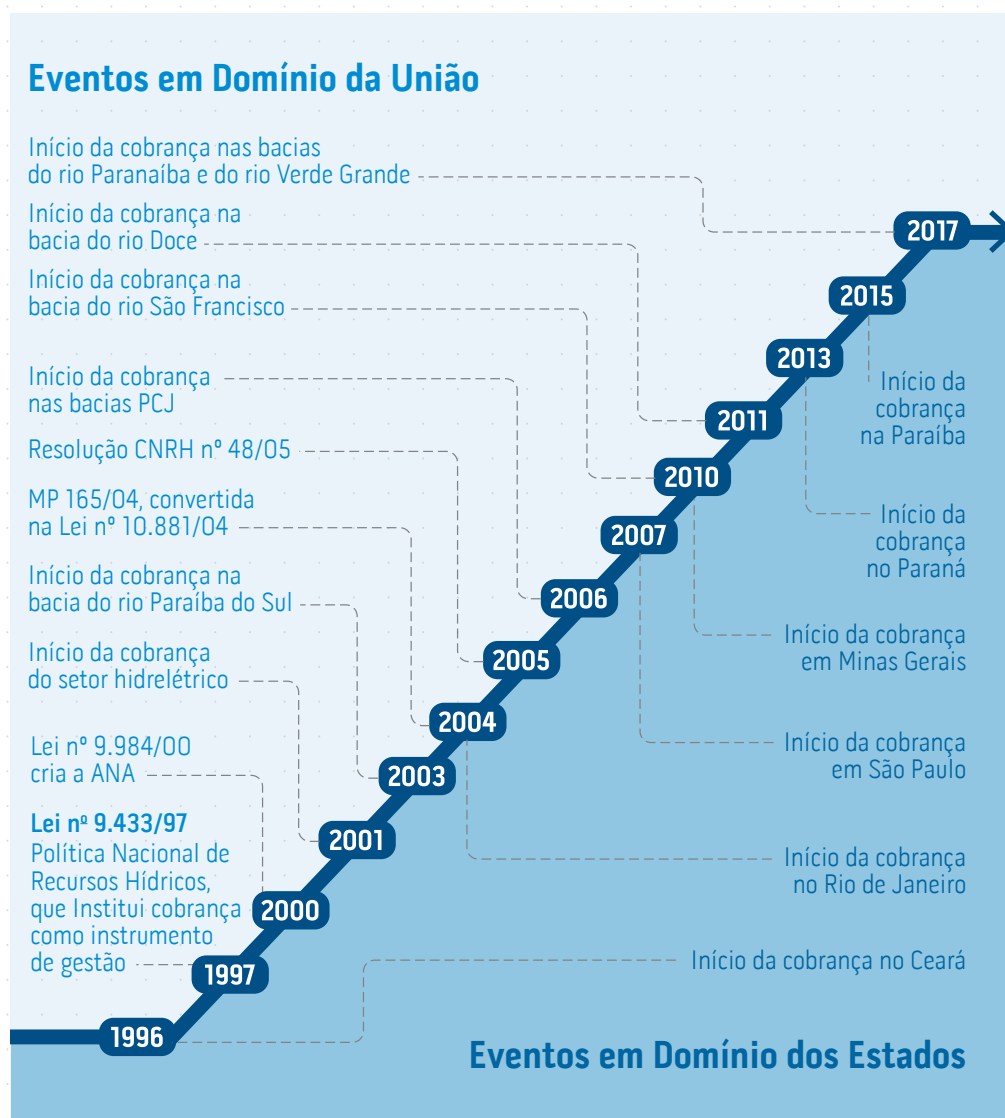 Eventos em Domínio da União
Início da cobrança nas bacias
do rio Paranaíba e do rio Verde Grande
Início da cobrança na
bacia do rio Doce
Início da cobrança na
bacia do rio São Francisco
Início da cobrança
nas bacias PCJ
Resolução CNRH nº 48/05
MP 165/04, convertida
na Lei nº 10.881/04
Início da cobrança na
bacia do rio Paraíba do Sul
Início da cobrança
do setor hidrelétrico
Lei nº 9.984/00
cria a ANA
Lei nº 9.433/97
Política Nacional de
Recursos Hídricos,
que Institui cobrança
como instrumento
de gestão
2017
2015
2013
2011
2010
2007
2006
2005
2004
2003
2001
2000
1997
1996
Início da
cobrança
na Paraíba
Início da
cobrança
no Paraná
Início da cobrança
em Minas Gerais
Início da cobrança
em São Paulo
Início da cobrança
no Rio de Janeiro
Início da cobrança no Ceará
Eventos em Domínio dos Estados